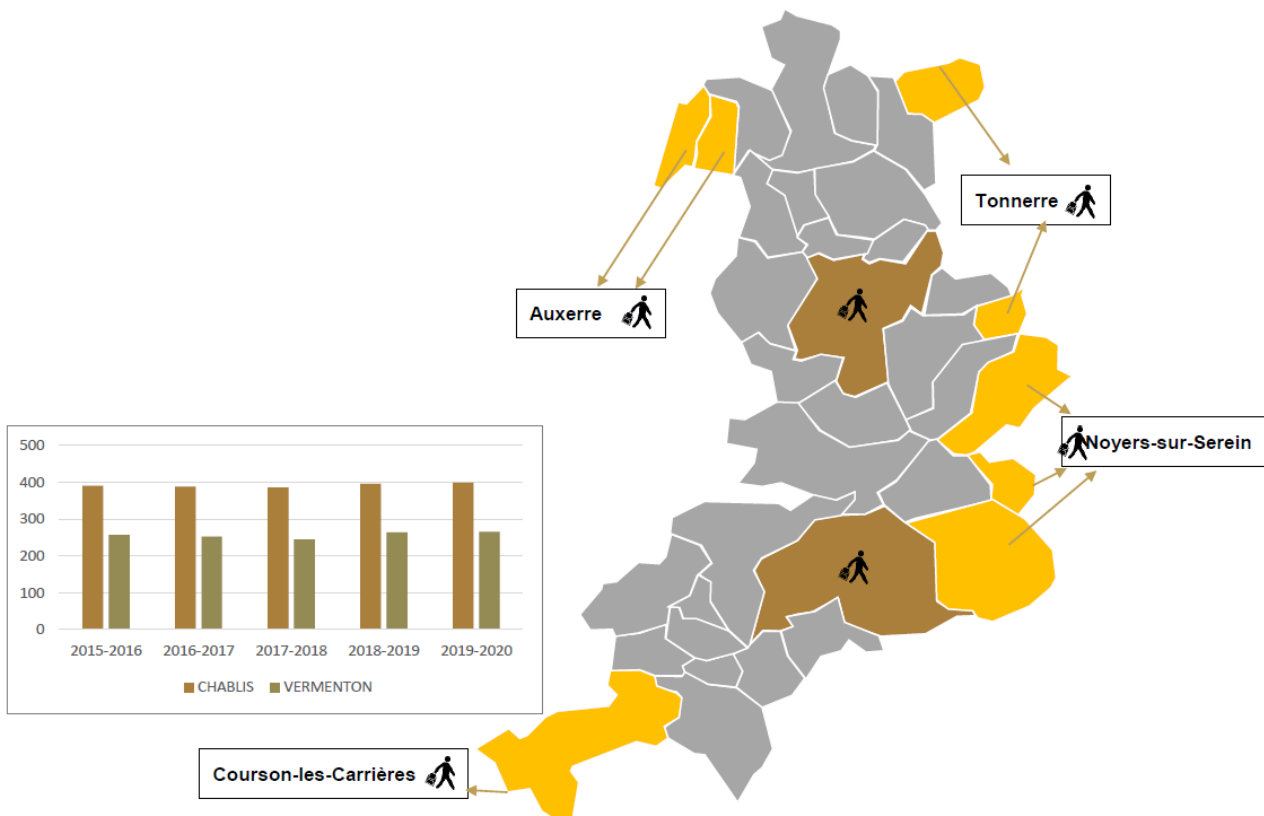 Tonnerre
Auxerre
Noyers-sur-Serein
500
400
300
200
100
0
2015-2016 2016-2017 2017-2018 2018-2019 2019-2020
CHABLIS VERMENTON
Courson-les-Carrières